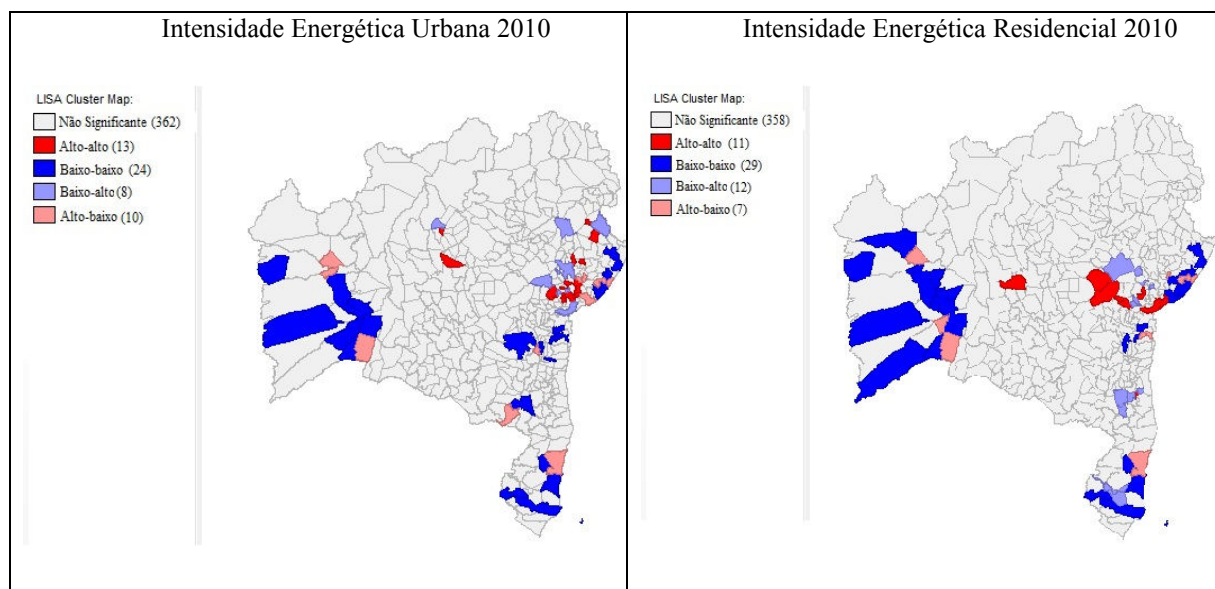 Intensidade Energética Urbana 2010
LISA Cluster Map:
Não Significante (362)
Alto-alto (13)
Baixo-baixo (24)
Baixo-alto (8)
Alto-baixo (10)
Intensidade Energética Residencial 2010
LISA Cluster Map:
Não Significante (358)
Alto-alto (11)
Baixo-baixo (29)
Baixo-alto (12)
Alto-baixo (7)